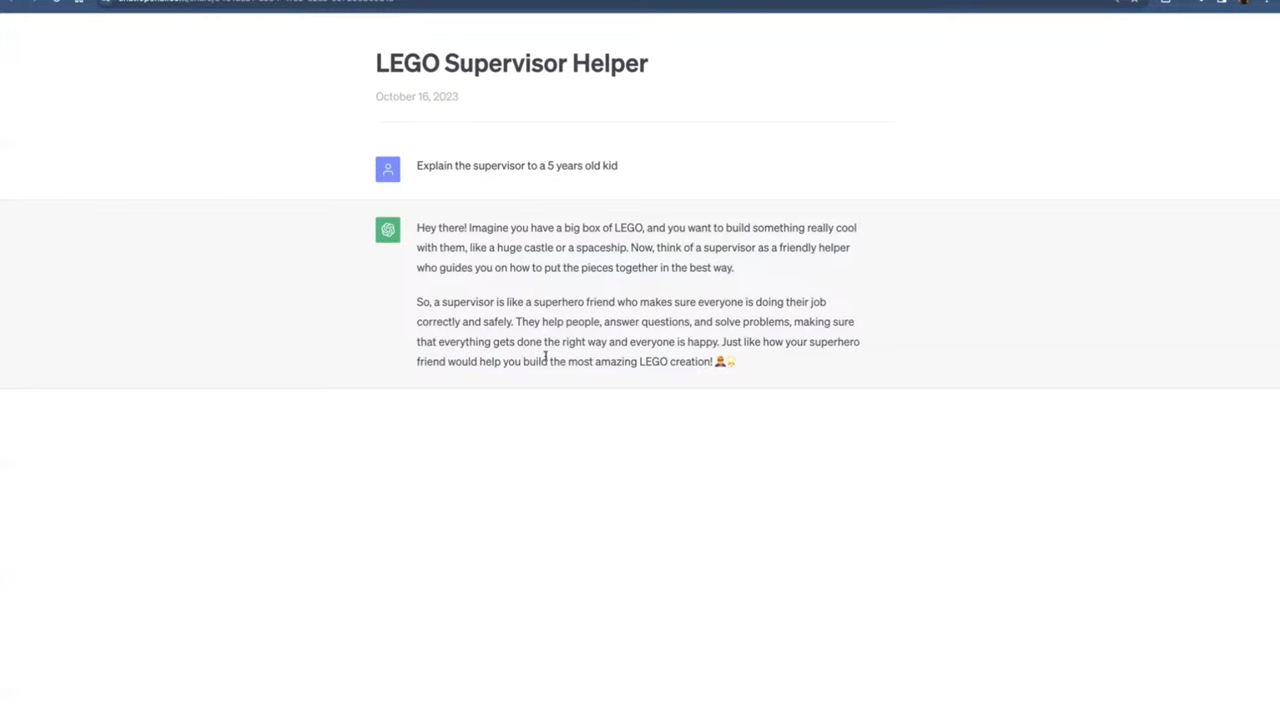 LEGO Supervisor Helper
October 16, 2023
Explain the supervisor to a 5 years old kid
Hey there! Imagine you have a big box of LEGO, and you want to build something really cool
with them, like a huge castle or a spaceship. Now, think of a supervisor as a friendly helper
who guides you on how to put the pieces together in the best way.
So, a supervisor is like a superhero friend who makes sure everyone is doing their job
correctly and safely. They help people, answer questions, and solve problems, making sure
that everything gets done the right way and everyone is happy. Just like how your superhero
friend would help you build the most amazing LEGO creation!